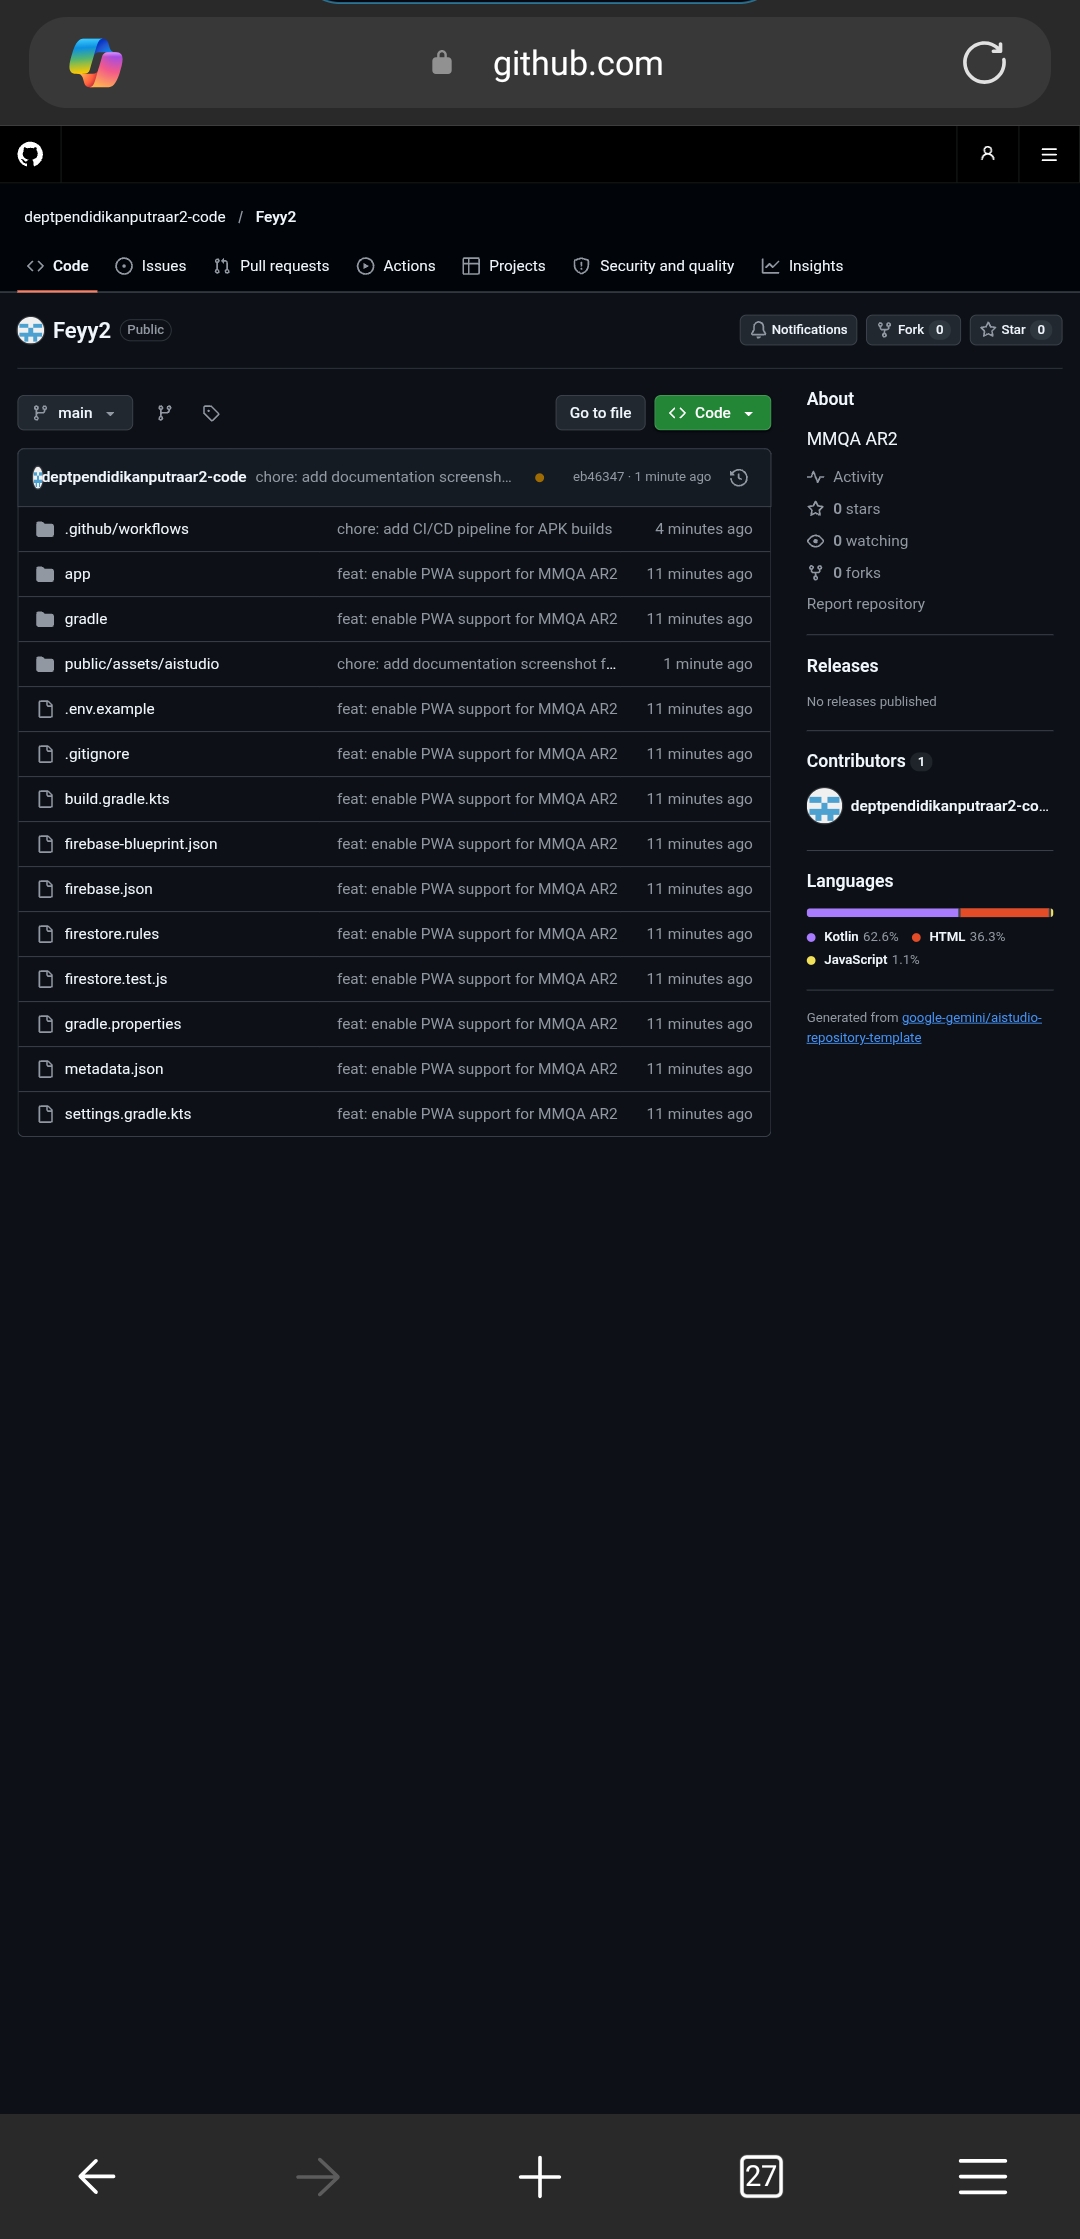 github.com
deptpendidikanputraar2-code / Feyy2
Code Issues Pull requests Actions Projects Security and quality Insights
Feyy2 Public Notifications Fork 0 Star 0
main Go to file Code
deptpendidikanputraar2-code chore: add documentation screensh... eb46347 · 1 minute ago
.github/workflows chore: add CI/CD pipeline for APK builds 4 minutes ago
app feat: enable PWA support for MMQA AR2 11 minutes ago
gradle feat: enable PWA support for MMQA AR2 11 minutes ago
public/assets/aistudio chore: add documentation screenshot f... 1 minute ago
.env.example feat: enable PWA support for MMQA AR2 11 minutes ago
.gitignore feat: enable PWA support for MMQA AR2 11 minutes ago
build.gradle.kts feat: enable PWA support for MMQA AR2 11 minutes ago
firebase-blueprint.json feat: enable PWA support for MMQA AR2 11 minutes ago
firebase.json feat: enable PWA support for MMQA AR2 11 minutes ago
firestore.rules feat: enable PWA support for MMQA AR2 11 minutes ago
firestore.test.js feat: enable PWA support for MMQA AR2 11 minutes ago
gradle.properties feat: enable PWA support for MMQA AR2 11 minutes ago
metadata.json feat: enable PWA support for MMQA AR2 11 minutes ago
settings.gradle.kts feat: enable PWA support for MMQA AR2 11 minutes ago
About
MMQA AR2
Activity
0 stars
0 watching
0 forks
Report repository
Releases
No releases published
Contributors 1
deptpendidikanputraar2-co...
Languages
Kotlin 62.6% HTML 36.3%
JavaScript 1.1%
Generated from google-gemini/aistudio-
repository-template
27